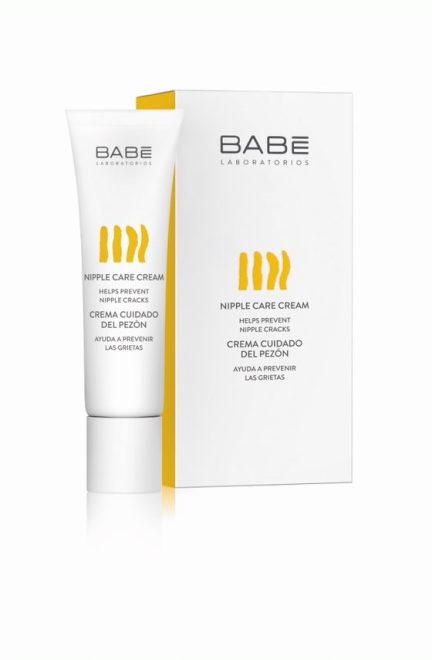 BABĒ
LABORATORIOS
NIPPLE CARE CREAM
HELPS PREVENT
NIPPLE CRACKS
CREMA CUIDADO
DEL PEZÓN
AYUDA A PREVENIR
LAS GRIETAS
BABĒ
LABORATORIOS
NIPPLE CARE CREAM
HELPS PREVENT
NIPPLE CRACKS
CREMA CUIDADO
DEL PEZÓN
AYUDA A PREVENIR
LAS GRIETAS